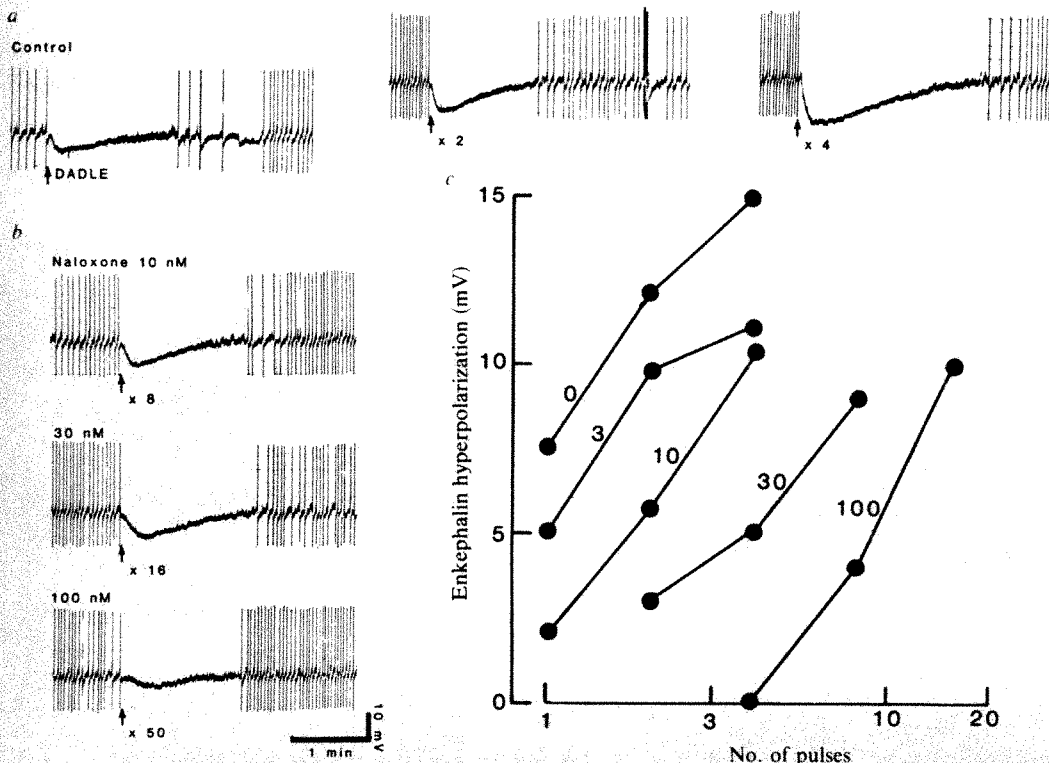 a
Control
DADLE
x 2
x 4
b
Naloxone 10 nM
x 8
30 nM
x 16
100 nM
x 50
1 min
10 mV
c
Enkephalin hyperpolarization (mV)
15
10
5
0
0
3
10
30
100
1
3
10
20
No. of pulses